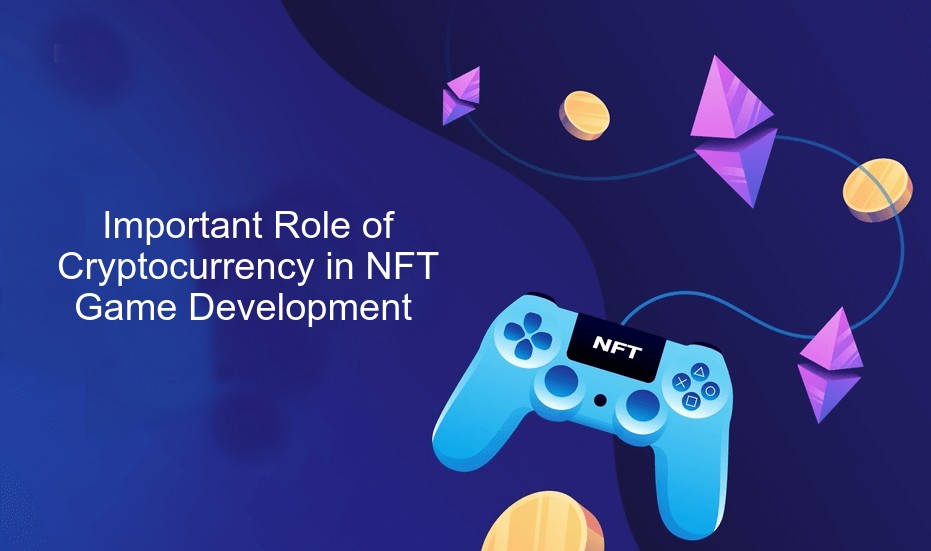 Important Role of
Cryptocurrency in NFT
Game Development
NFT